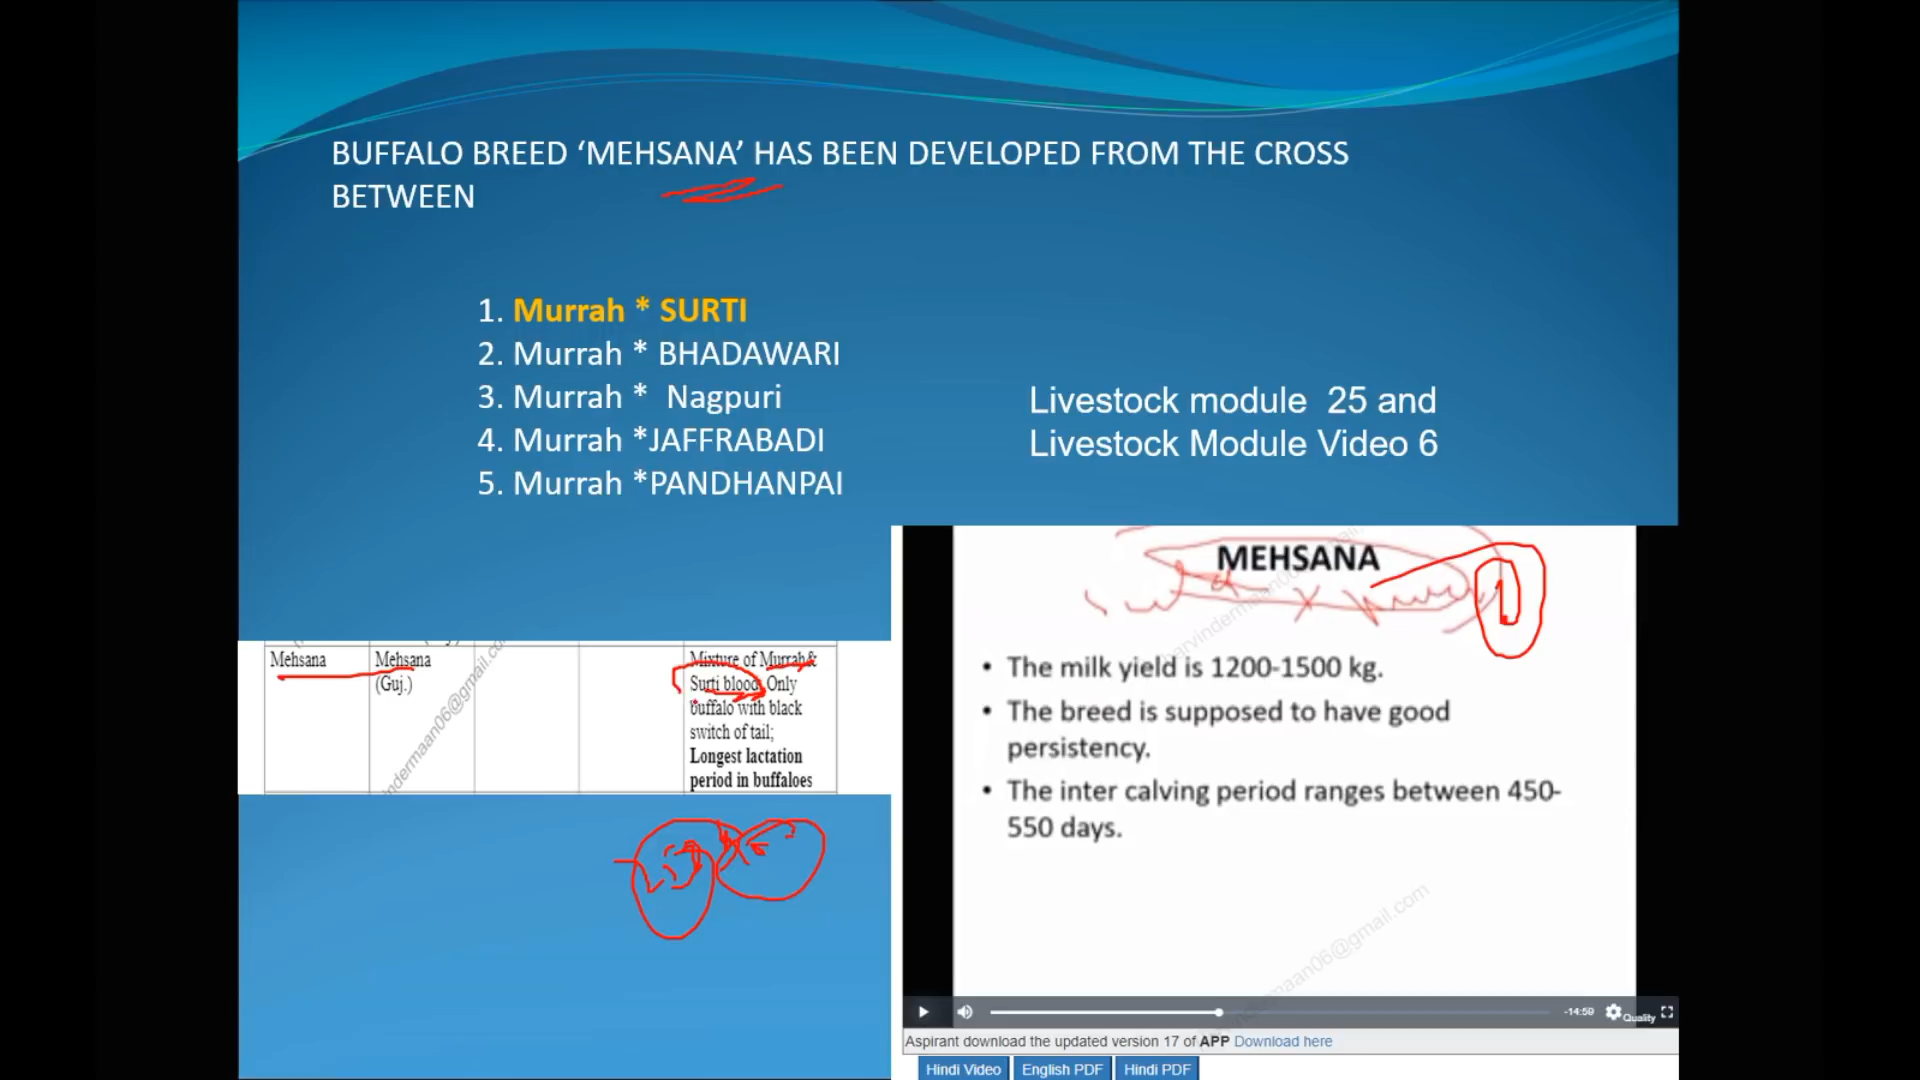 BUFFALO BREED ‘MEHSANA’ HAS BEEN DEVELOPED FROM THE CROSS
BETWEEN
1. Murrah * SURTI
2. Murrah * BHADAWARI
3. Murrah * Nagpuri
4. Murrah *JAFFRABADI
5. Murrah *PANDHANPAI
Livestock module 25 and
Livestock Module Video 6
Mehsana
Mehsana
(Guj.)
Mixture of Murrah&
Surti blood; Only
buffalo with black
switch of tail;
Longest lactation
period in buffaloes
indermaan06@gmail.com
MEHSANA
• The milk yield is 1200-1500 kg.
• The breed is supposed to have good
persistency.
• The inter calving period ranges between 450-
550 days.
-14:59
Quality
Aspirant download the updated version 17 of APP Download here
Hindi Video
English PDF
Hindi PDF